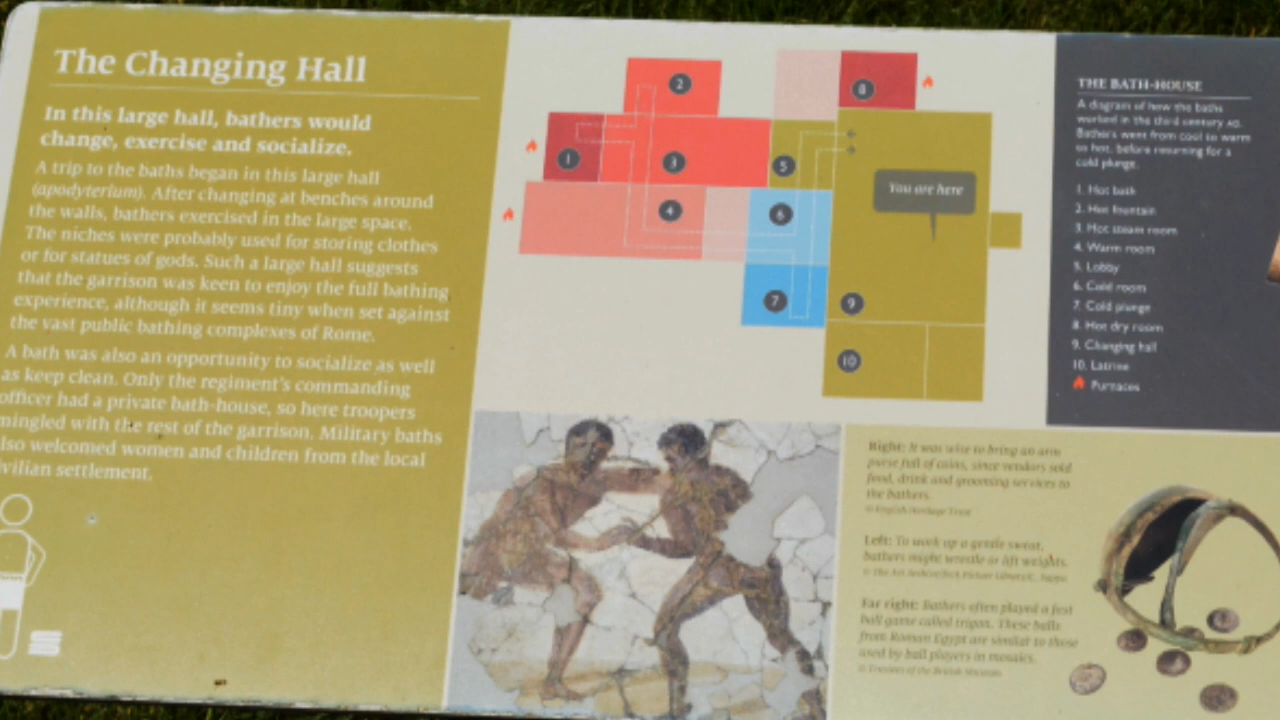 The Changing Hall
In this large hall, bathers would
change, exercise and socialize.
A trip to the baths began in this large hall
(apodyterium). After changing at benches around
the walls, bathers exercised in the large space.
The niches were probably used for storing clothes
or for statues of gods. Such a large hall suggests
that the garrison was keen to enjoy the full bathing
experience, although it seems tiny when set against
the vast public bathing complexes of Rome.
A bath was also an opportunity to socialize as well
as keep clean. Only the regiment's commanding
officer had a private bath-house, so here troopers
mingled with the rest of the garrison. Military baths
lso welcomed women and children from the local
ivilian settlement.
2
8
1
3
5
4
6
You are here
7
9
10
THE BATH-HOUSE
A diagram of how the baths
worked in the third century AD.
Bathers went from cool to warm
to hot, before returning for a
cold plunge.
1. Hot bath
2. Hot fountain
3. Hot steam room
4. Warm room
5. Lobby
6. Cold room
7. Cold plunge
8. Hot dry room
9. Changing hall
10. Latrine
Furnaces
Right: It was wise to bring an arm
purse full of coins, since vendors sold
food, drink and grooming services to
the bathers.
© English Heritage Trust
Left: To work up a gentle sweat,
bathers might wrestle or lift weights.
© The Art Archive/
Far right: Bathers often played a fast
ball game called trigon. These balls
from Roman Egypt are similar to those
used by ball players in mosaics.
© Trustees of the British Museum